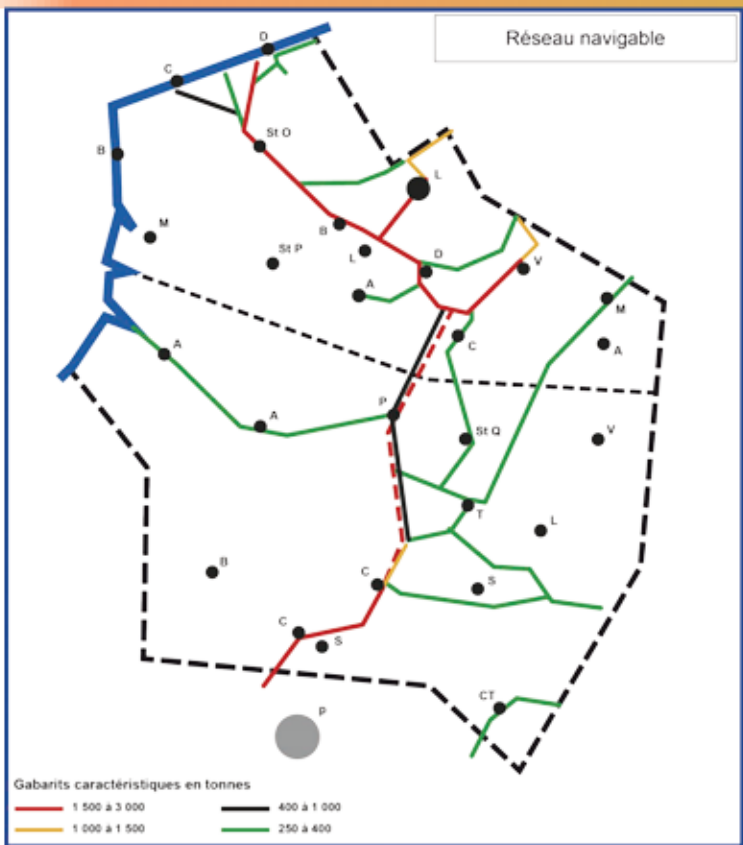 Réseau navigable
D
C
St O
B
L
M
B
L
St P
D
V
A
M
C
A
A
P
A
St Q
V
T
L
B
C
S
C
S
CT
P
Gabarits caractéristiques en tonnes
1 500 à 3 000
400 à 1 000
1 000 à 1 500
250 à 400